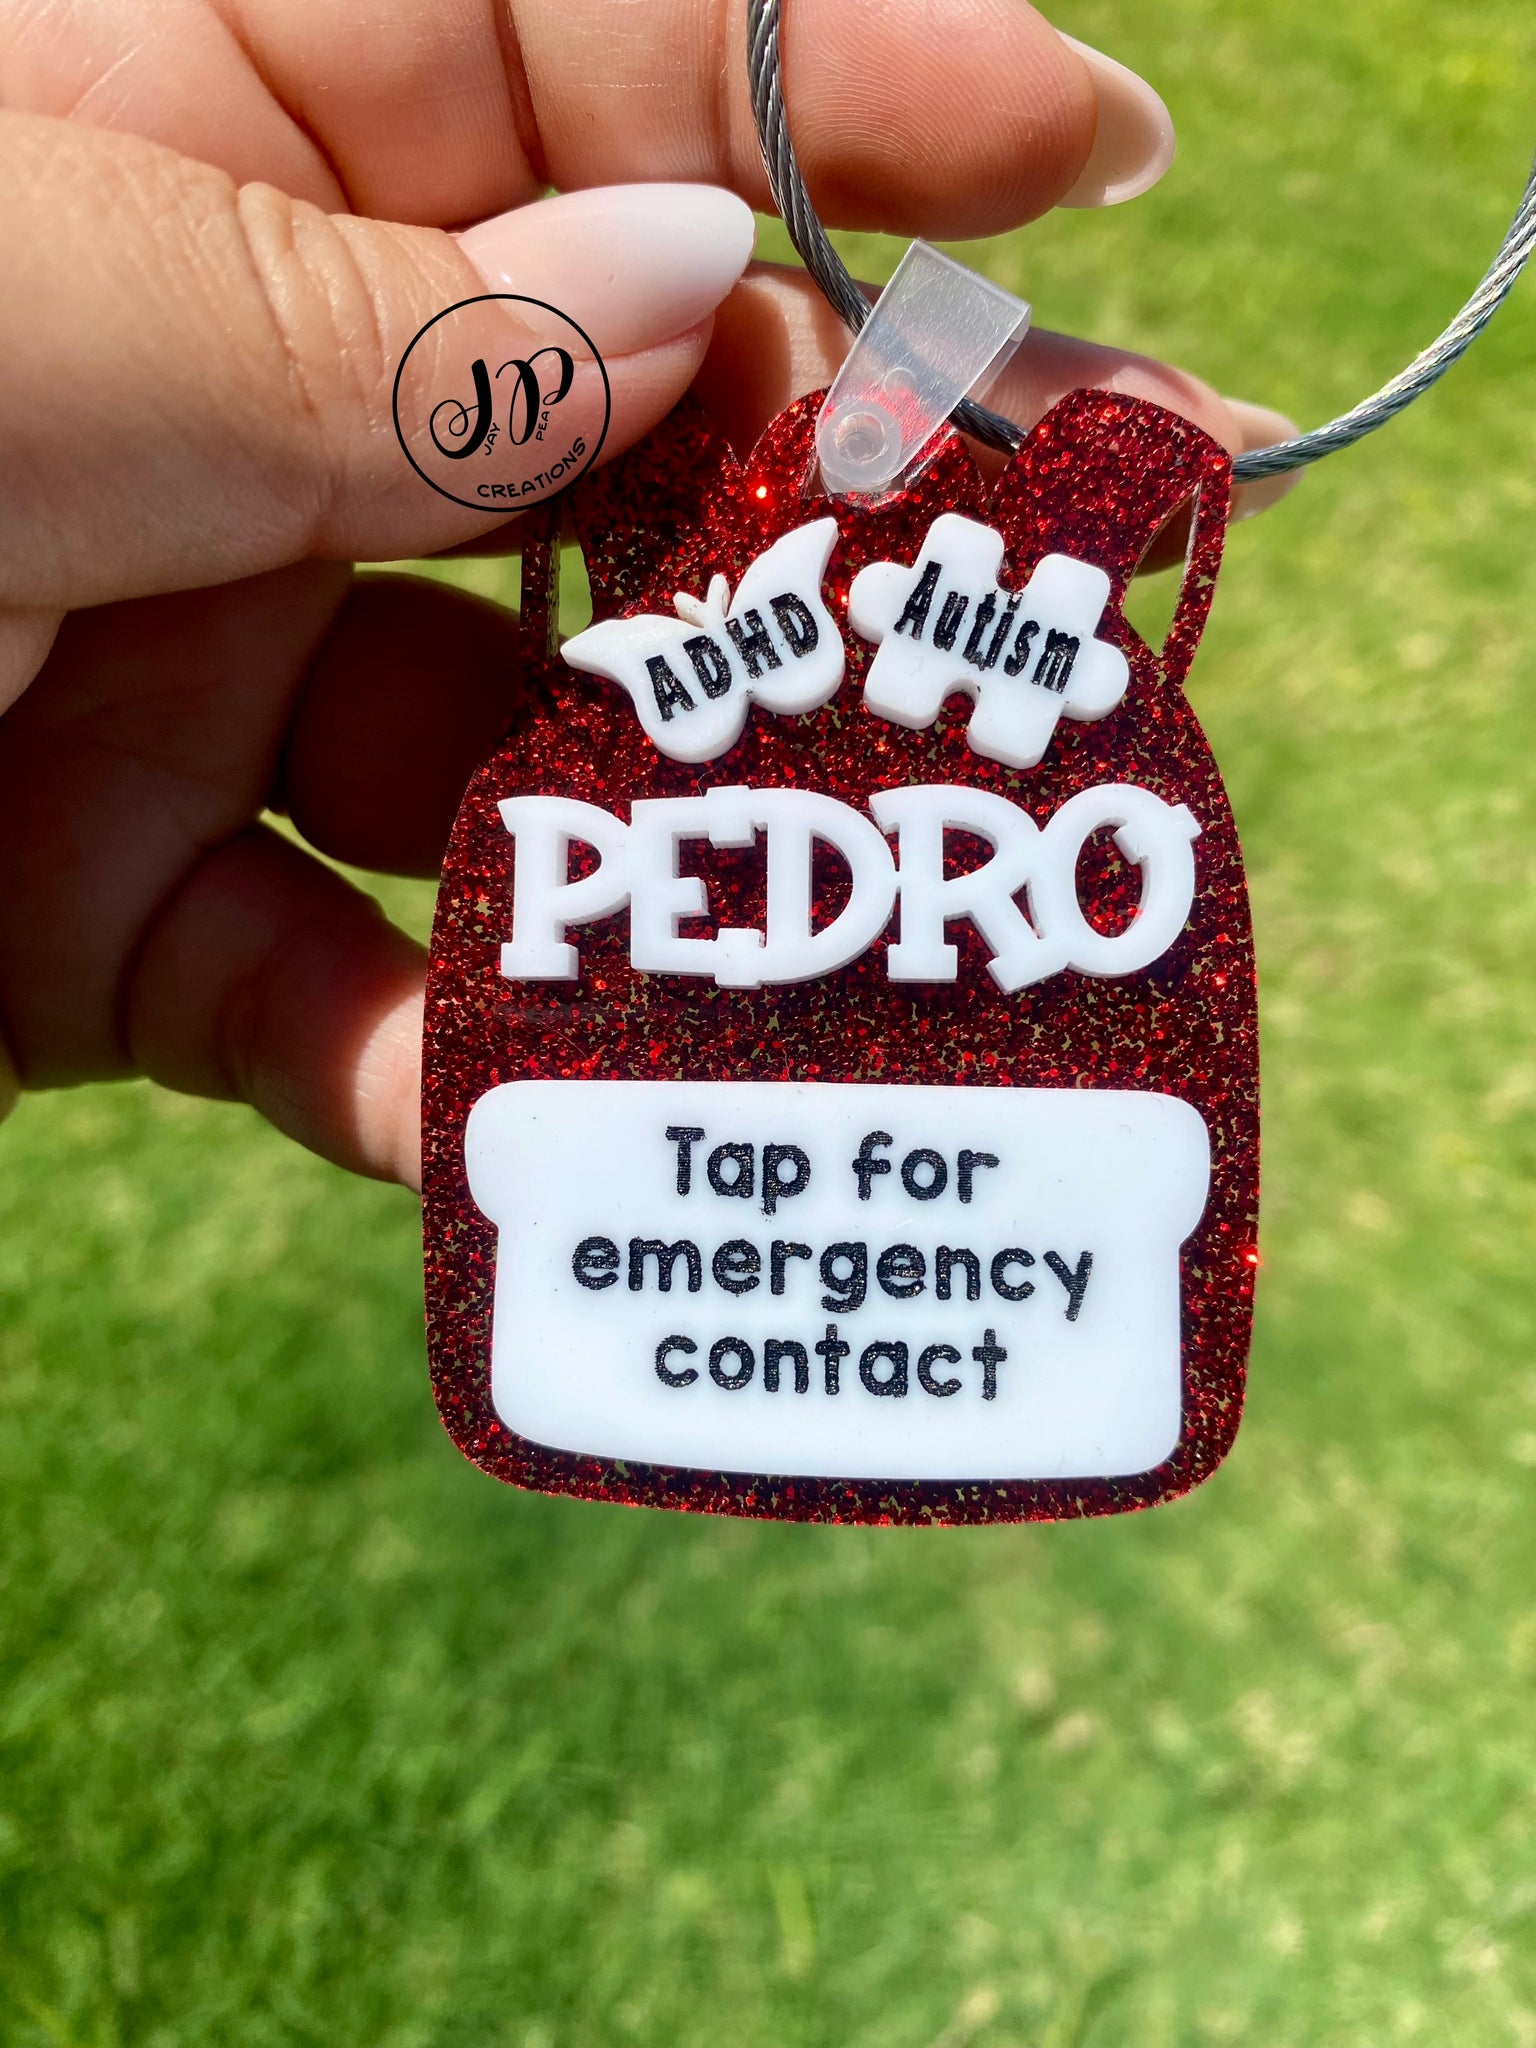 JP
JAY PEA
CREATIONS
ADHD Autism
PEDRO
Tap for
emergency
contact